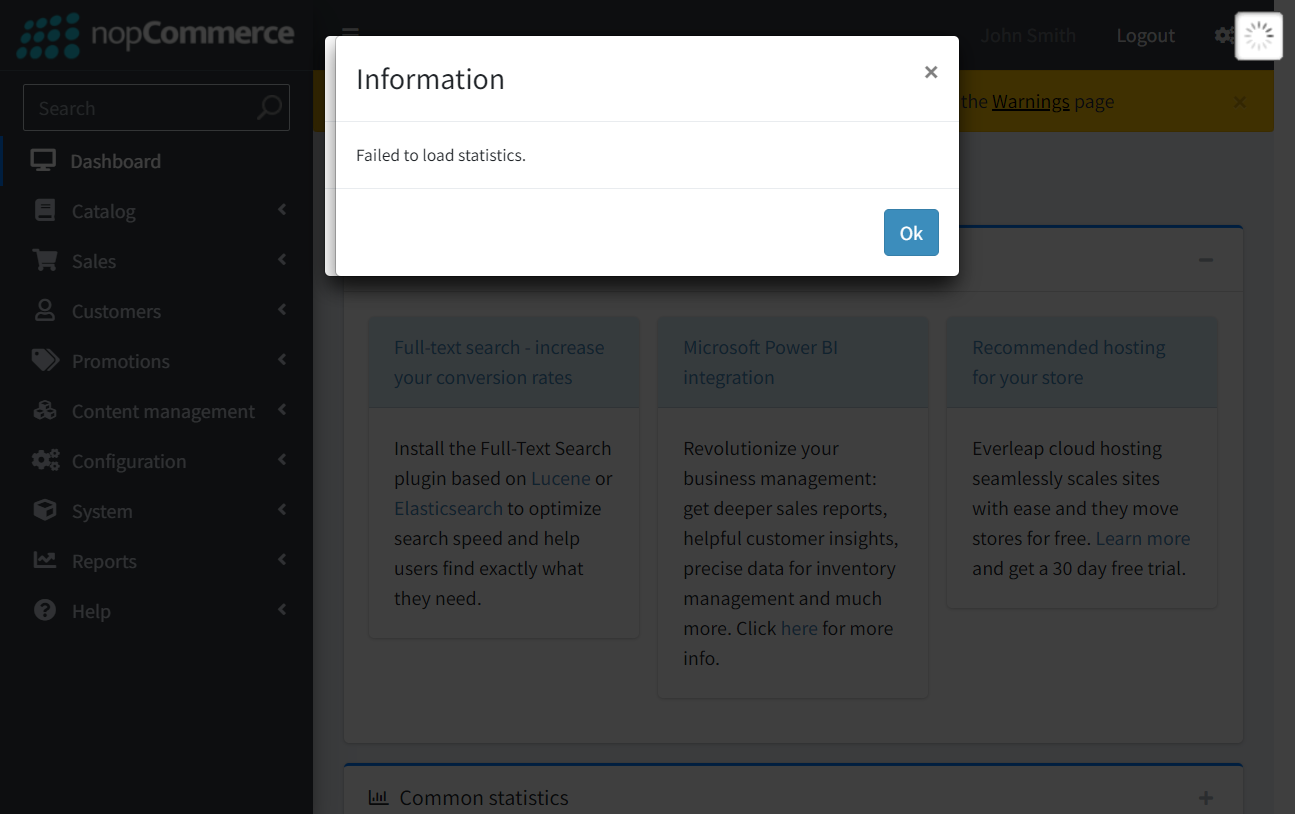 nopCommerce
John Smith
Logout
Information
×
the Warnings page
×
Search
Failed to load statistics.
Dashboard
Catalog
Ok
Sales
Customers
Promotions
Content management
Configuration
System
Reports
Help
Full-text search - increase
your conversion rates
Install the Full-Text Search
plugin based on Lucene or
Elasticsearch to optimize
search speed and help
users find exactly what
they need.
Microsoft Power BI
integration
Revolutionize your
business management:
get deeper sales reports,
helpful customer insights,
precise data for inventory
management and much
more. Click here for more
info.
Recommended hosting
for your store
Everleap cloud hosting
seamlessly scales sites
with ease and they move
stores for free. Learn more
and get a 30 day free trial.
Common statistics